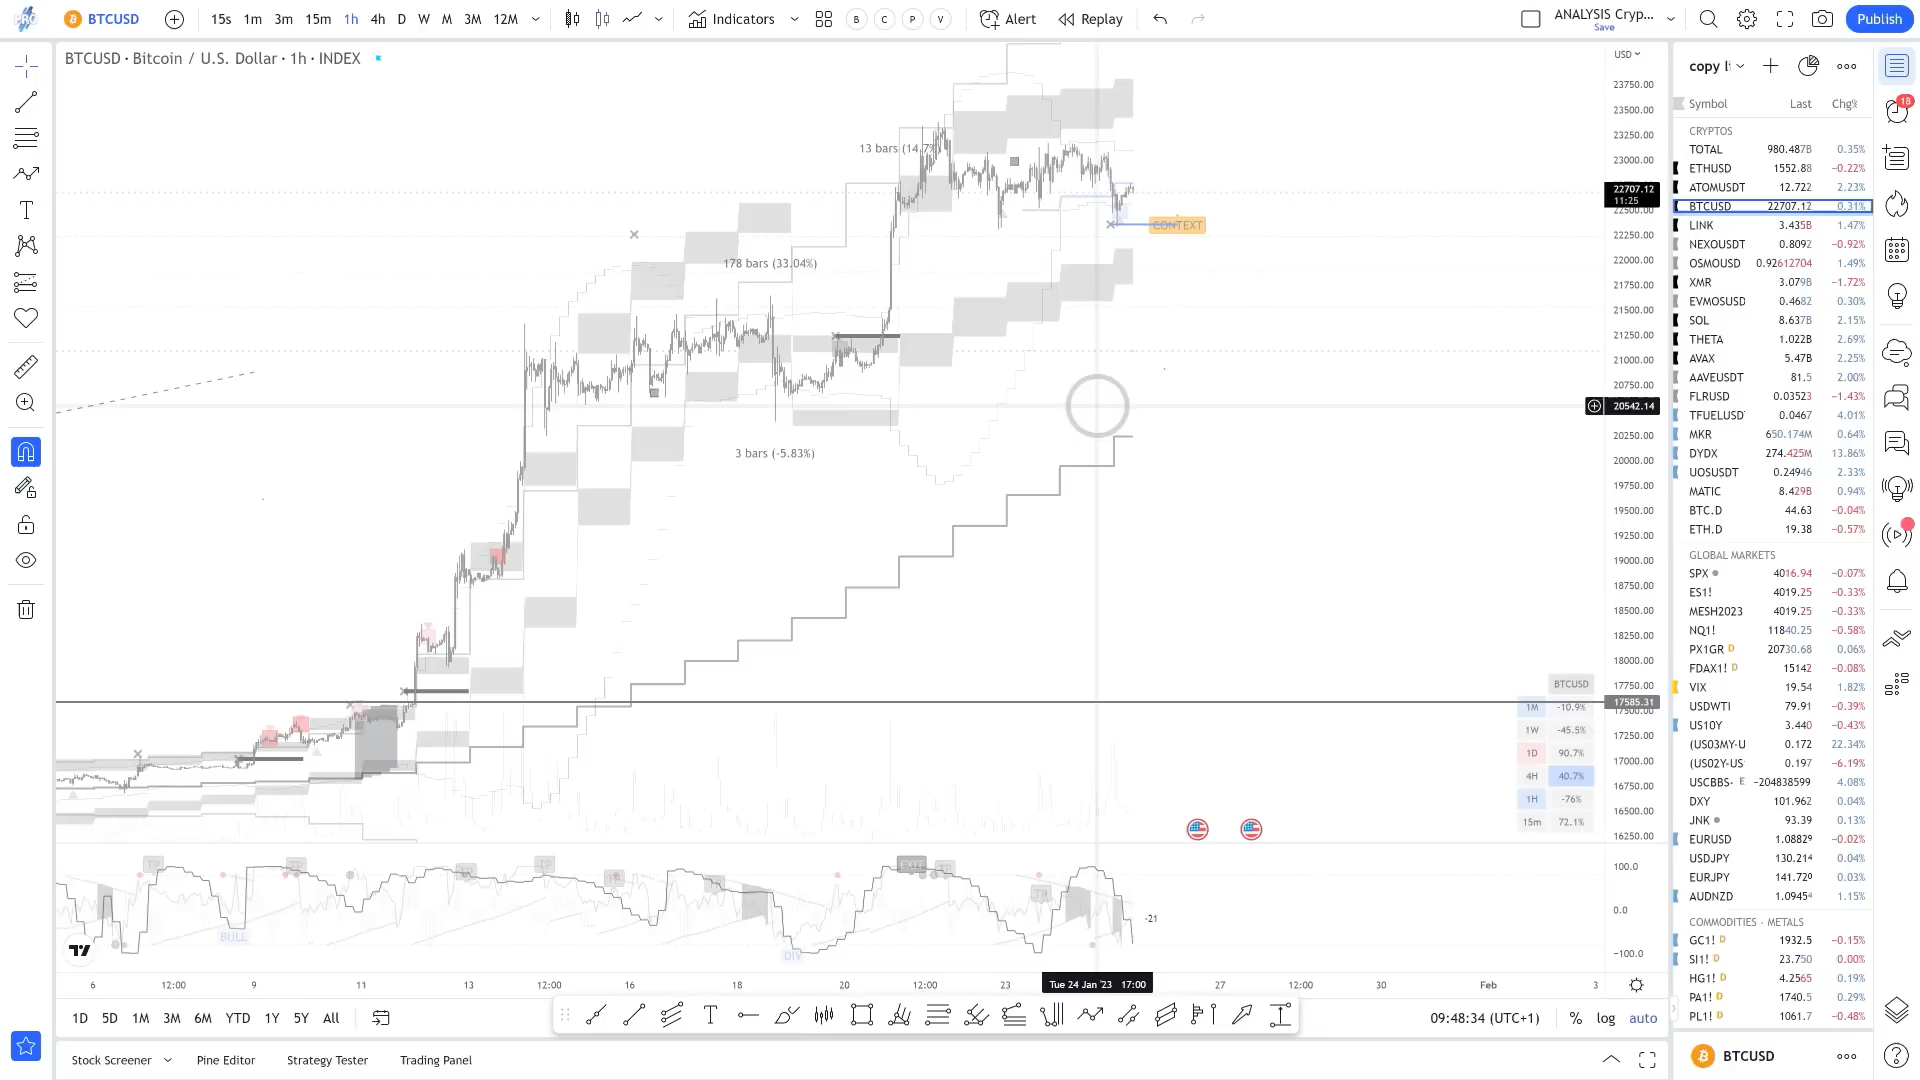 PRO
BTCUSD
15s 1m 3m 15m 1h 4h D W M 3M 12M
Indicators
B C P V
Alert
Replay
ANALYSIS Cryp...
Save
Publish
BTCUSD · Bitcoin / U.S. Dollar · 1h · INDEX
13 bars (14.7%
178 bars (33.04%)
3 bars (-5.83%)
CONTEXT
USD
23750.00
23500.00
23250.00
23000.00
22707.12
11:25
22500.00
22250.00
22000.00
21750.00
21500.00
21250.00
21000.00
20750.00
20542.14
20250.00
20000.00
19750.00
19500.00
19250.00
19000.00
18750.00
18500.00
18250.00
18000.00
17750.00
17585.31
17500.00
17250.00
17000.00
16750.00
16500.00
16250.00
BTCUSD
1M -10.9%
1W -45.5%
1D 90.7%
4H 40.7%
1H -76%
15m 72.1%
TP
EXIT
BULL
DIV
-21
100.0
0.0
−100.0
6 12:00 9 11 13 12:00 16 18 20 12:00 23 Tue 24 Jan '23 17:00 27 12:00 30 Feb 3
1D 5D 1M 3M 6M YTD 1Y 5Y All
09:48:34 (UTC+1)
% log auto
Stock Screener Pine Editor Strategy Tester Trading Panel
copy li
Symbol Last Chg%
CRYPTOS
TOTAL 980.487B 0.35%
ETHUSD 1552.88 −0.22%
ATOMUSDT 12.722 2.23%
BTCUSD 22707.12 0.31%
LINK 3.435B 1.47%
NEXOUSDT 0.8092 −0.92%
OSMOUSD 0.92612704 1.49%
XMR 3.079B −1.72%
EVMOSUSD 0.4682 0.30%
SOL 8.637B 2.15%
THETA 1.022B 2.69%
AVAX 5.47B 2.25%
AAVEUSDT 81.5 2.00%
FLRUSD 0.03523 −1.43%
TFUELUSD 0.0467 4.01%
MKR 650.174M 0.64%
DYDX 274.425M 13.86%
UOSUSDT 0.24946 2.33%
MATIC 8.429B 0.94%
BTC.D 44.63 −0.04%
ETH.D 19.38 −0.57%
GLOBAL MARKETS
SPX 4016.94 −0.07%
ES1! 4019.25 −0.33%
MESH2023 4019.25 −0.33%
NQ1! 11840.25 −0.58%
PX1GR D 20730.68 0.06%
FDAX1! D 15142 −0.08%
VIX 19.54 1.82%
USDWTI 79.91 −0.39%
US10Y 3.440 −0.43%
(US03MY-U 0.172 22.34%
(US02Y-US 0.197 −6.19%
USCBBS- E −204838599 4.08%
DXY 101.962 0.04%
JNK 93.39 0.13%
EURUSD 1.08829 −0.02%
USDJPY 130.214 0.04%
EURJPY 141.720 0.03%
AUDNZD 1.09454 1.15%
COMMODITIES - METALS
GC1! D 1932.5 −0.15%
SI1! D 23.750 0.00%
HG1! D 4.2565 0.19%
PA1! D 1740.5 0.29%
PL1! D 1061.7 −0.48%
BTCUSD
18